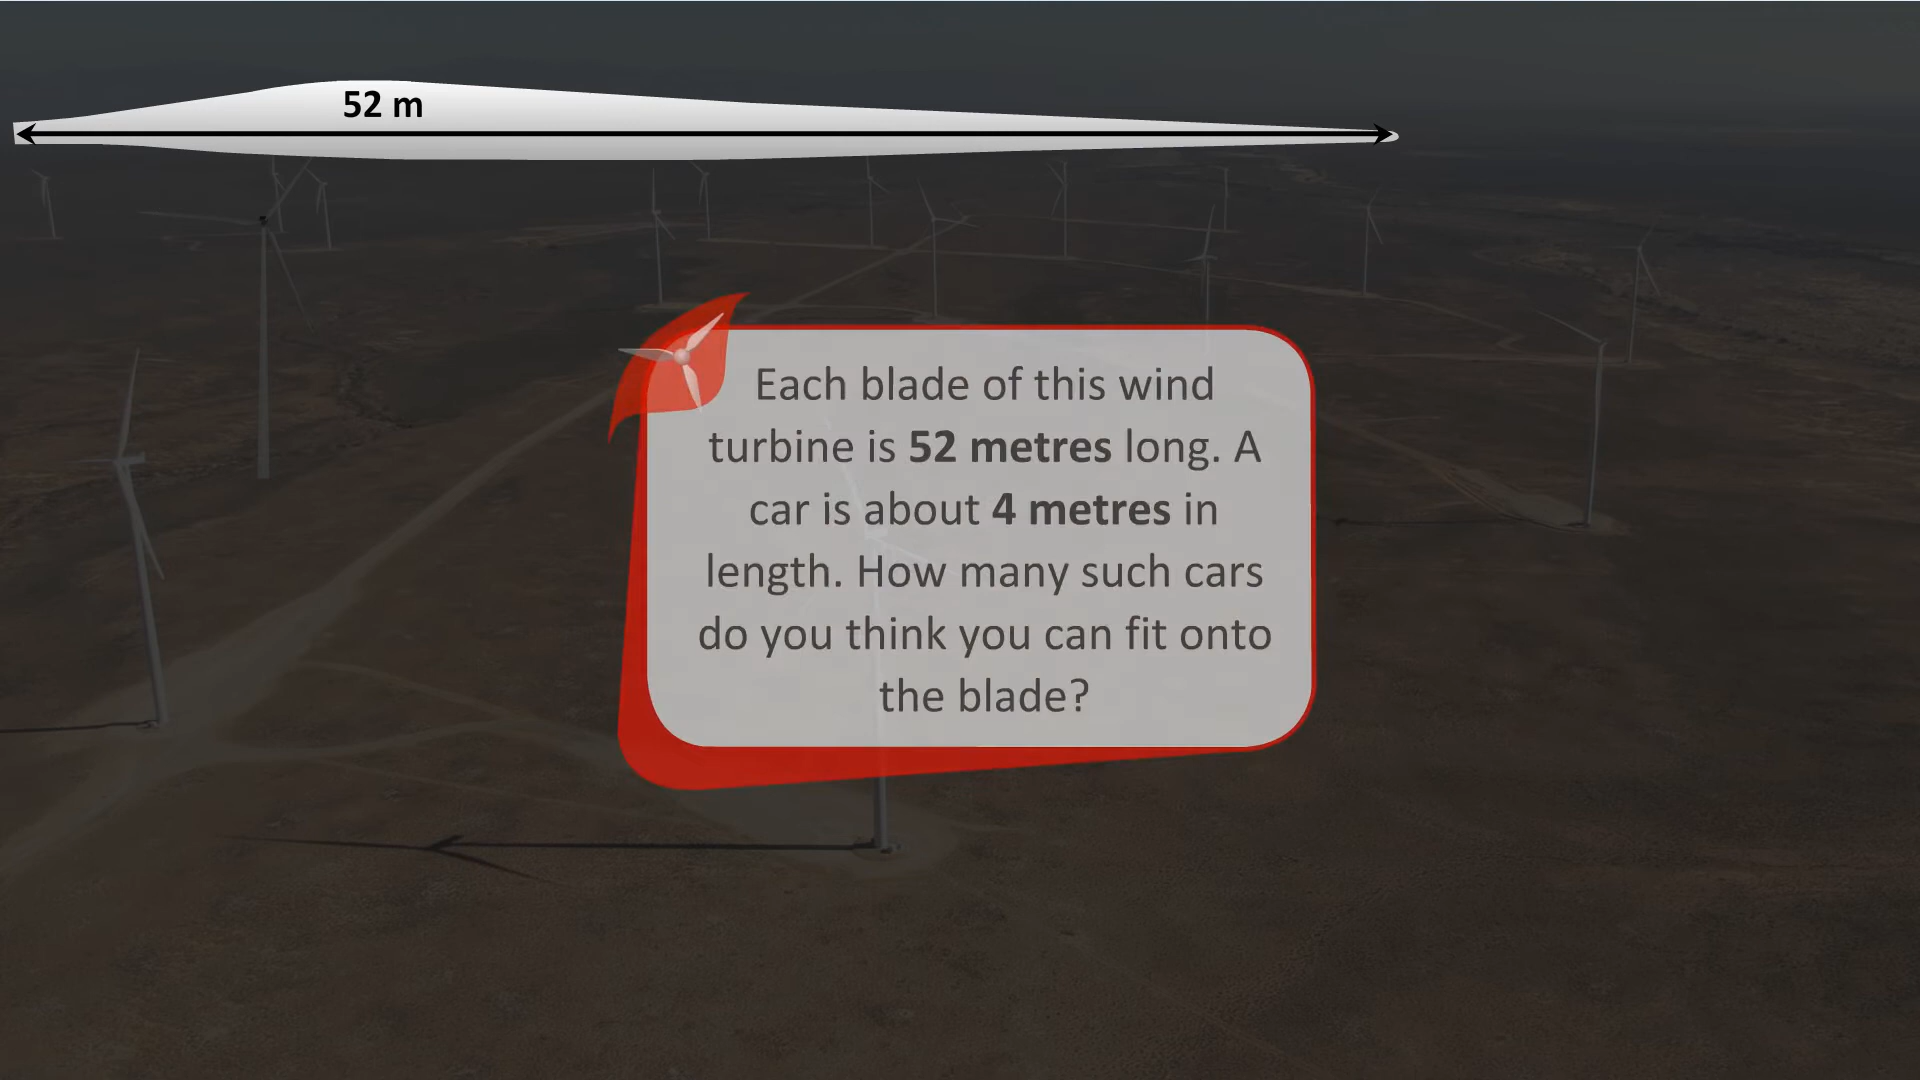 52 m
Each blade of this wind
turbine is 52 metres long. A
car is about 4 metres in
length. How many such cars
do you think you can fit onto
the blade?